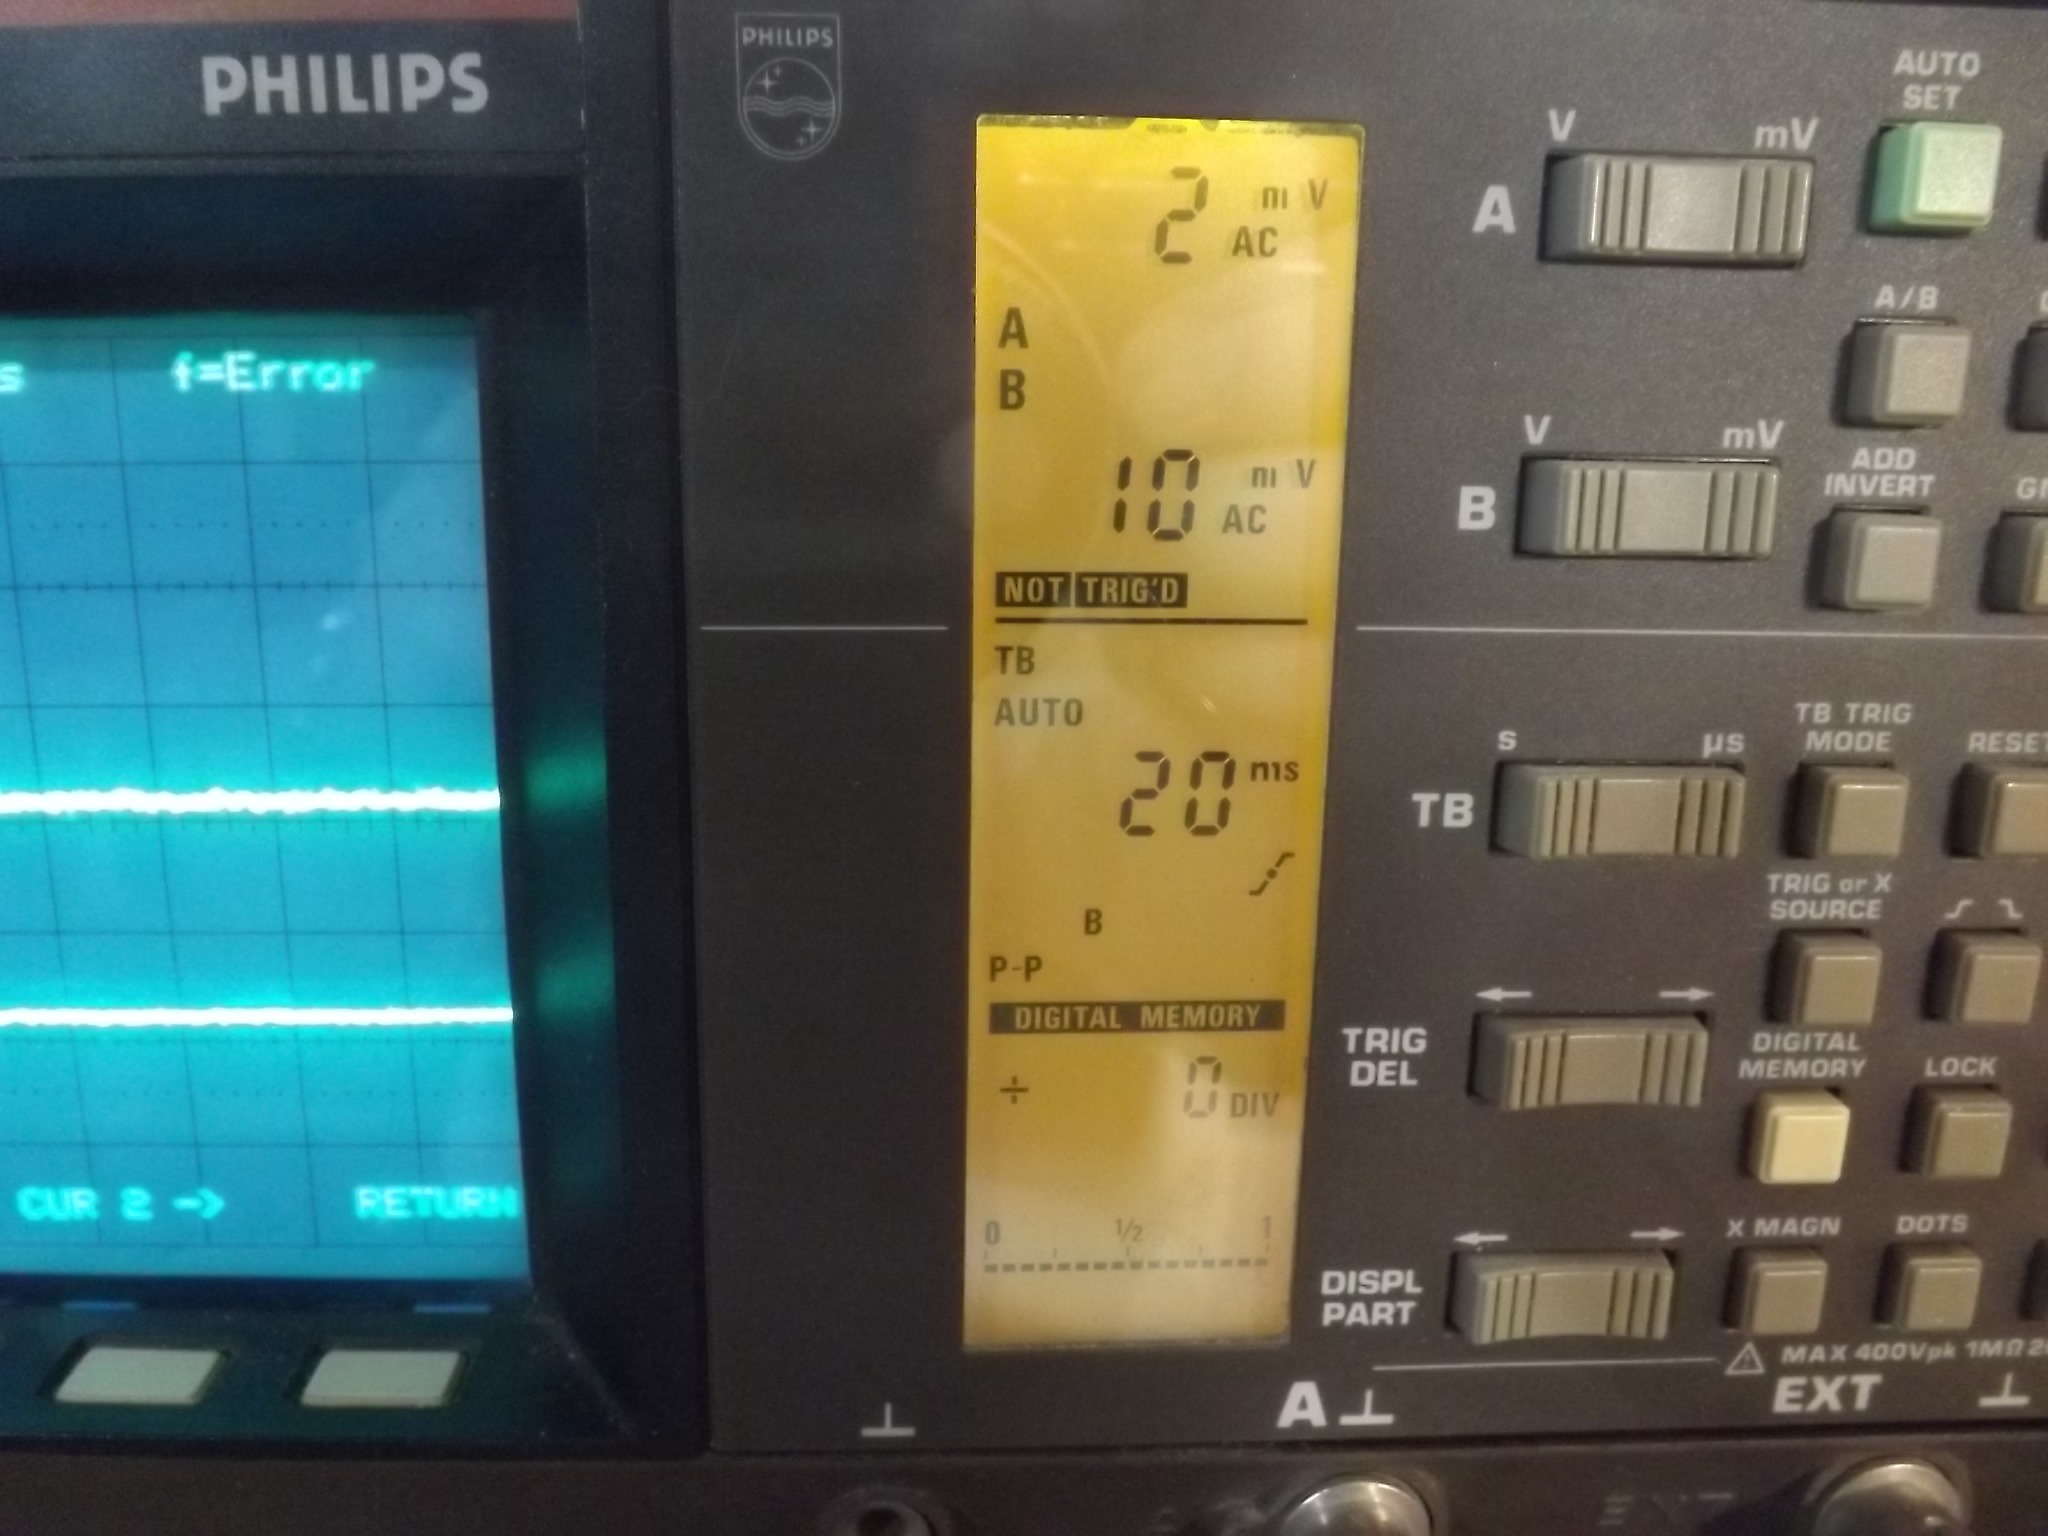 PHILIPS
s f=Error
CUR 2 ->
RETURN
PHILIPS
2 mV
AC
A
B
10 mV
AC
NOT TRIG'D
TB
AUTO
20 ms
B
P-P
DIGITAL MEMORY
÷ 0 DIV
0 1/2 1
AUTO
SET
V mV
A
A/B
V mV
B
ADD
INVERT
TB TRIG
MODE
RESET
s µs
TB
TRIG or X
SOURCE
TRIG
DEL
DIGITAL
MEMORY
LOCK
X MAGN
DOTS
DISPL
PART
MAX 400Vpk 1MΩ
A
EXT